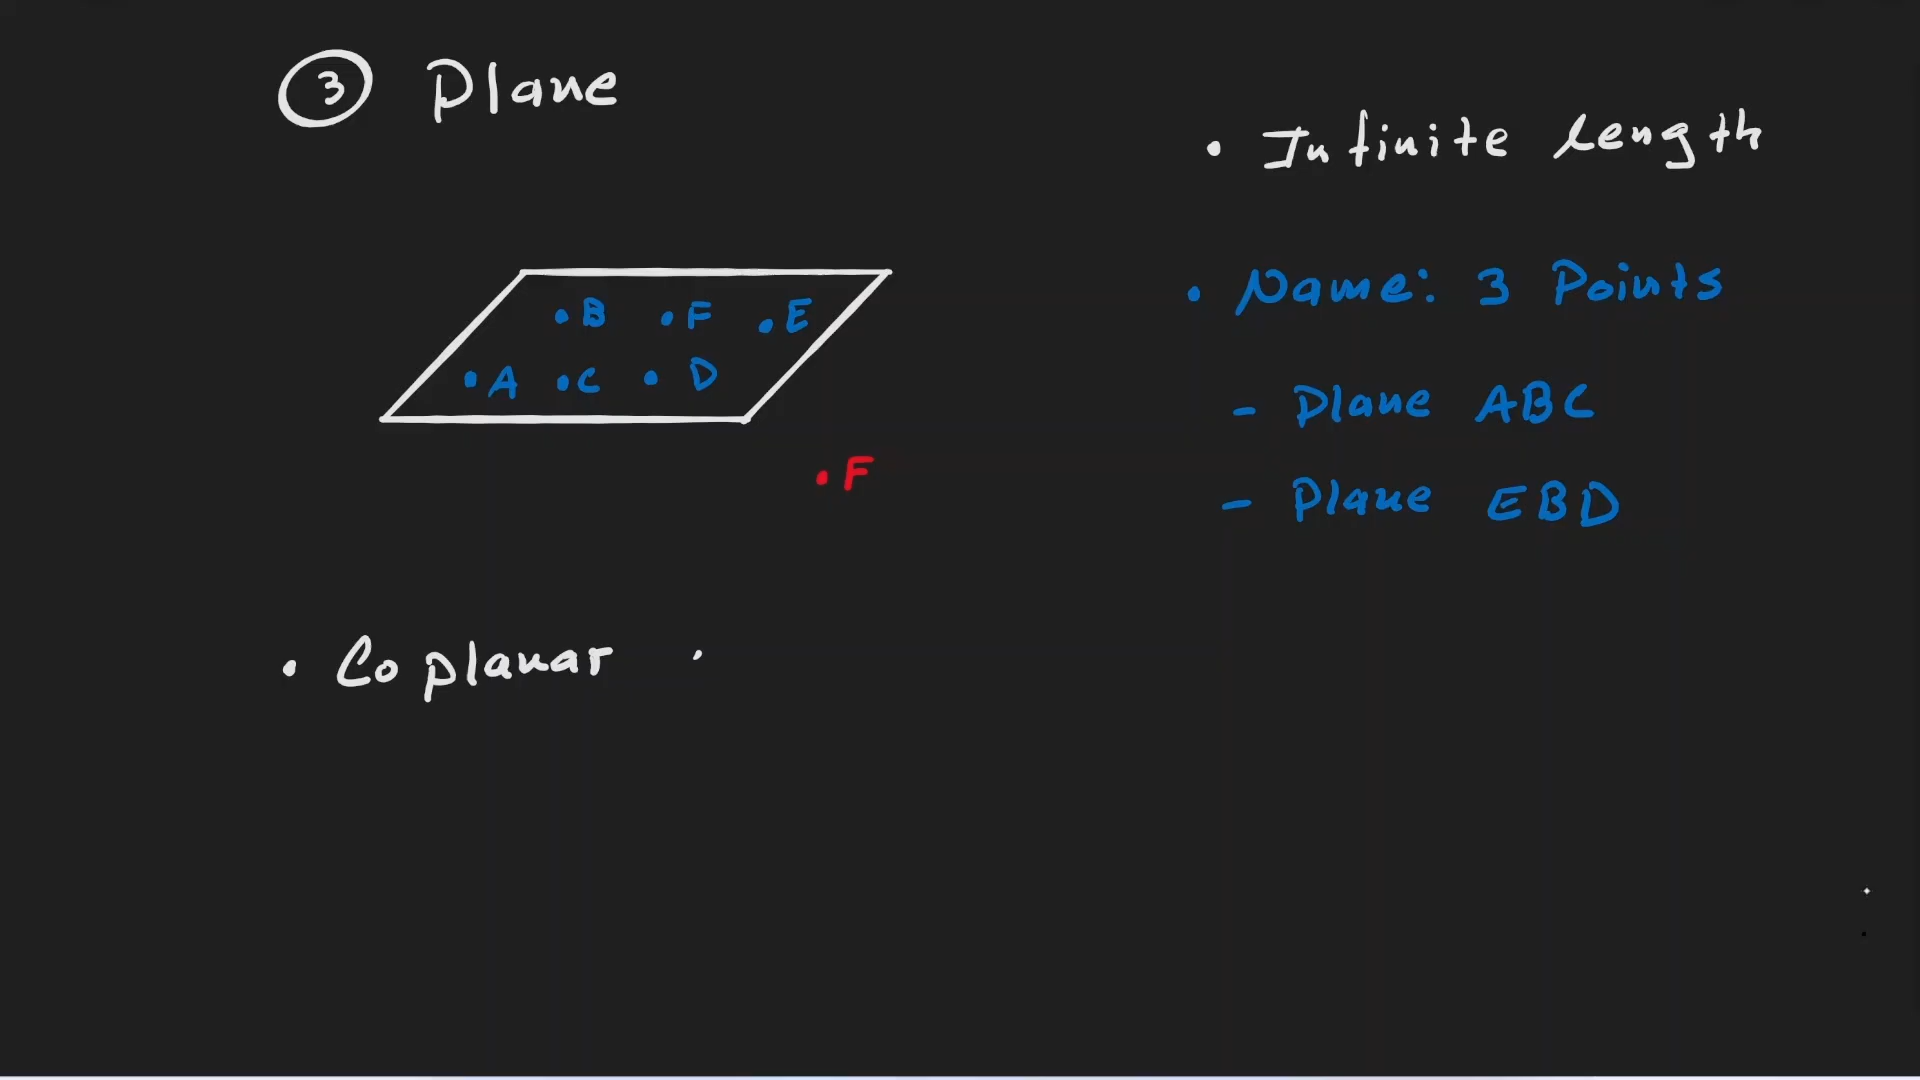 ③ Plane
• Infinite length
• Name: 3 Points
- Plane ABC
- Plane EBD
• B • F • E
• A • C • D
• F
• Coplanar